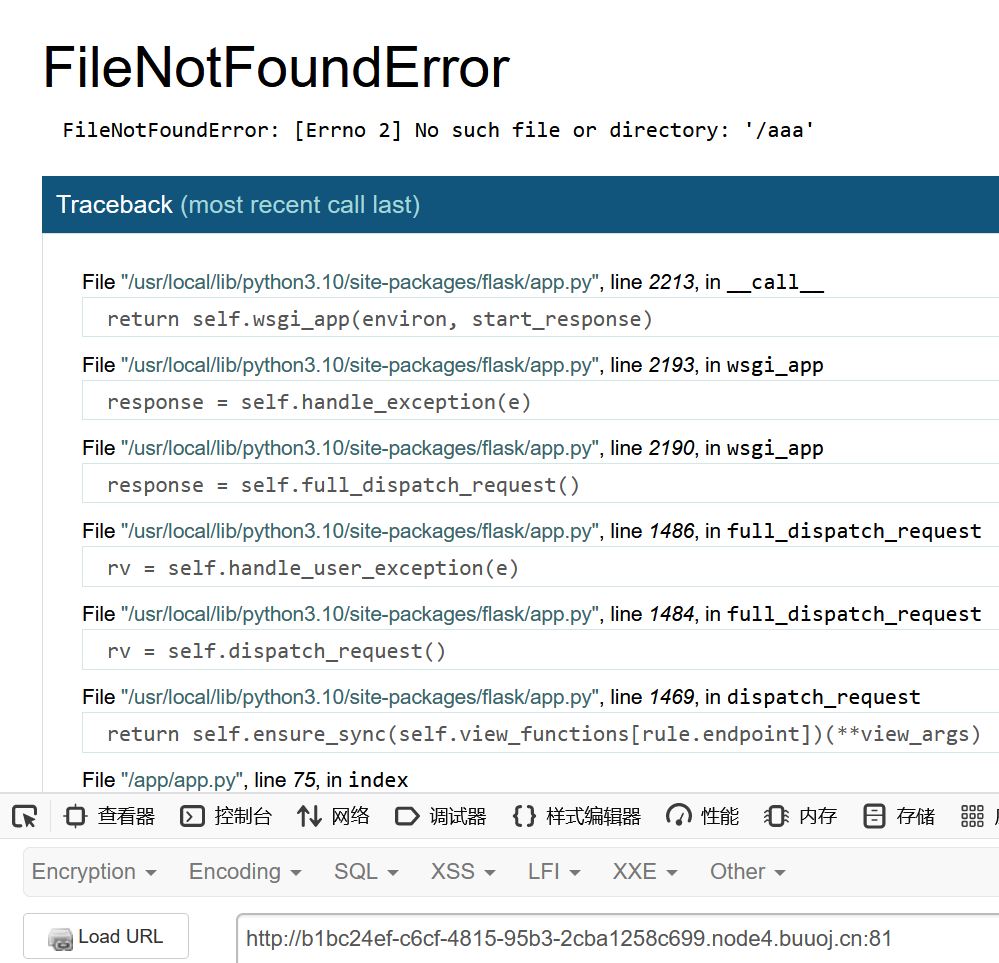 FileNotFoundError
FileNotFoundError: [Errno 2] No such file or directory: '/aaa'
Traceback (most recent call last)
File "/usr/local/lib/python3.10/site-packages/flask/app.py", line 2213, in __call__
return self.wsgi_app(environ, start_response)
File "/usr/local/lib/python3.10/site-packages/flask/app.py", line 2193, in wsgi_app
response = self.handle_exception(e)
File "/usr/local/lib/python3.10/site-packages/flask/app.py", line 2190, in wsgi_app
response = self.full_dispatch_request()
File "/usr/local/lib/python3.10/site-packages/flask/app.py", line 1486, in full_dispatch_request
rv = self.handle_user_exception(e)
File "/usr/local/lib/python3.10/site-packages/flask/app.py", line 1484, in full_dispatch_request
rv = self.dispatch_request()
File "/usr/local/lib/python3.10/site-packages/flask/app.py", line 1469, in dispatch_request
return self.ensure_sync(self.view_functions[rule.endpoint])(**view_args)
File "/app/app.py", line 75, in index
查看器 控制台 网络 调试器 样式编辑器 性能 内存 存储
Encryption Encoding SQL XSS LFI XXE Other
Load URL http://b1bc24ef-c6cf-4815-95b3-2cba1258c699.node4.buuoj.cn:81